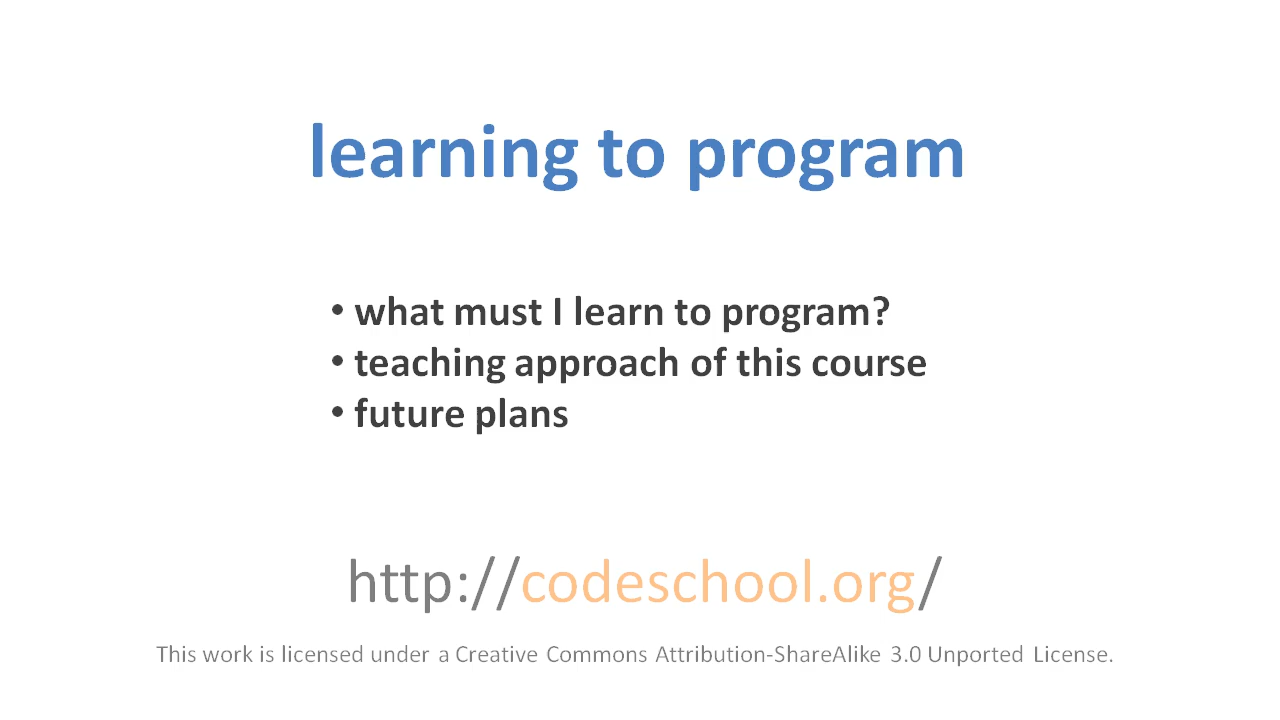 learning to program
• what must I learn to program?
• teaching approach of this course
• future plans
http://codeschool.org/
This work is licensed under a Creative Commons Attribution-ShareAlike 3.0 Unported License.